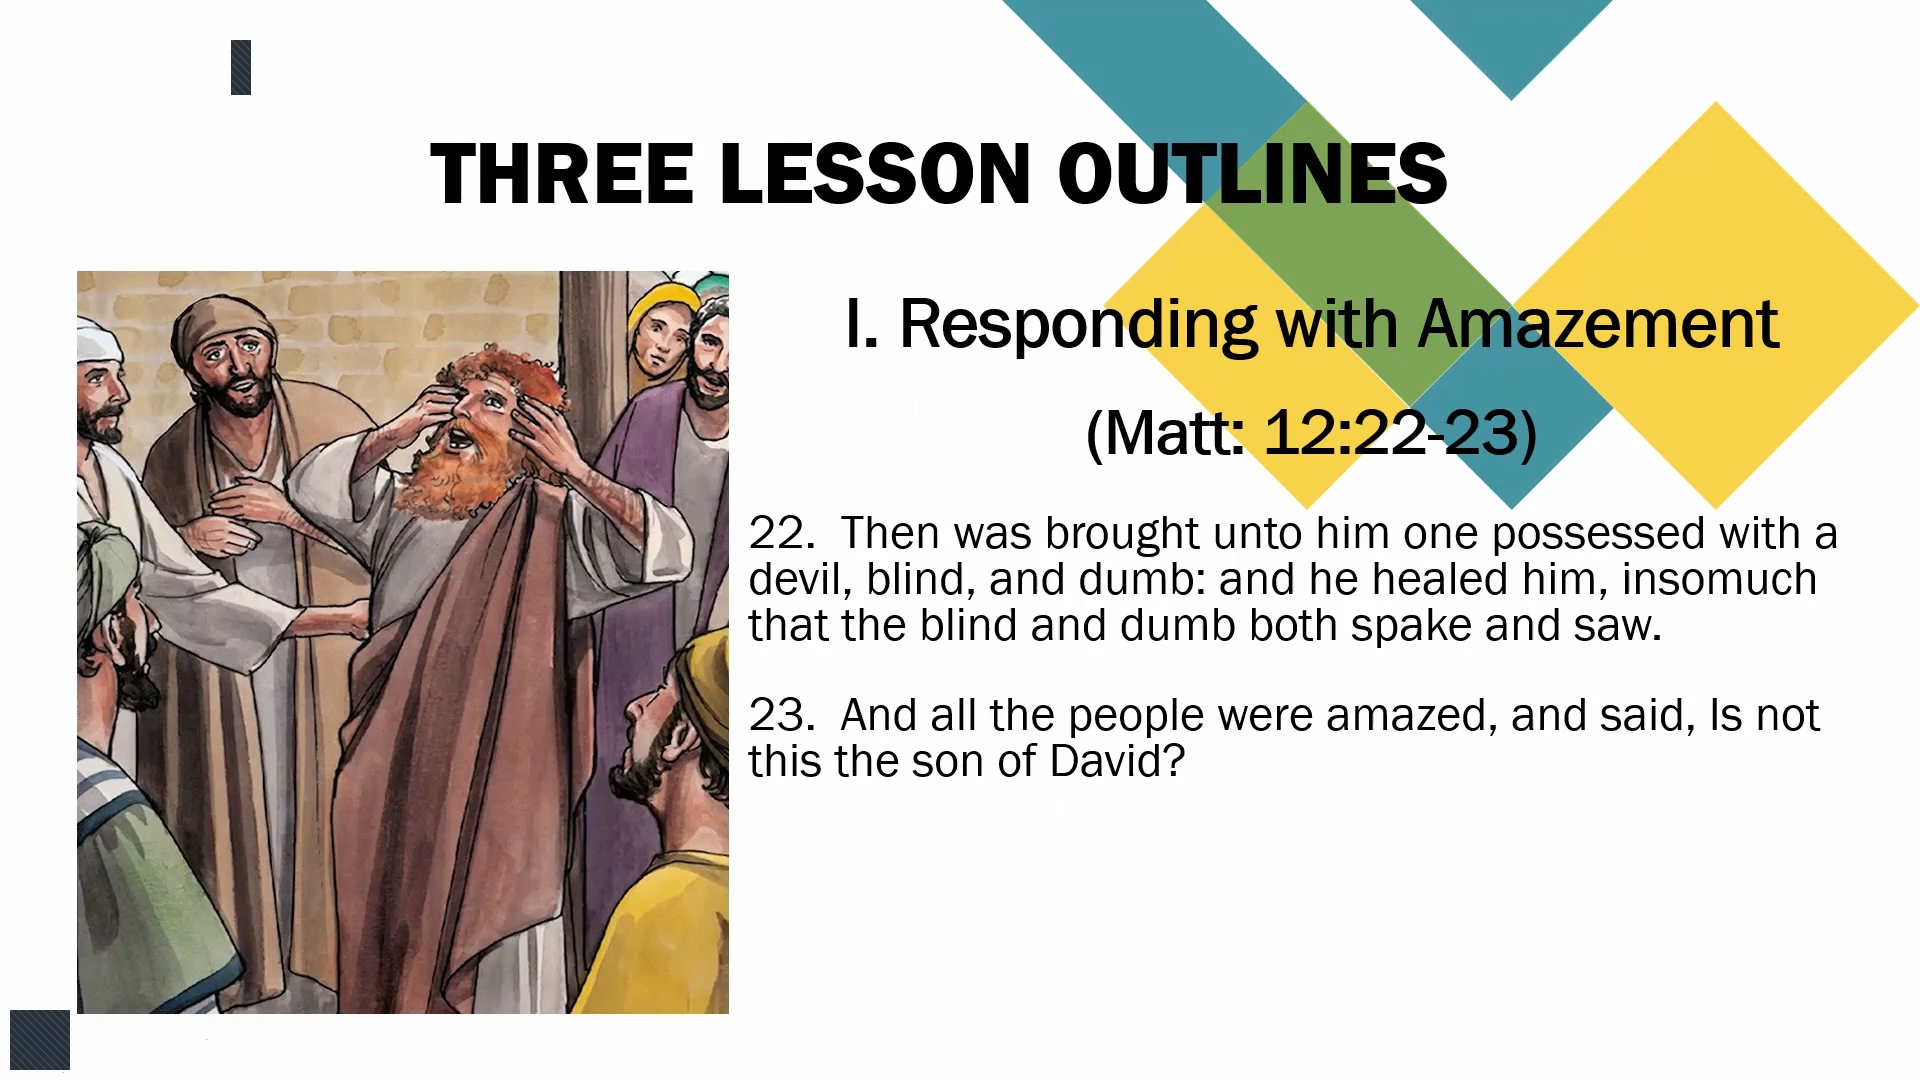 THREE LESSON OUTLINES
I. Responding with Amazement
(Matt: 12:22-23)
22.  Then was brought unto him one possessed with a
devil, blind, and dumb: and he healed him, insomuch
that the blind and dumb both spake and saw.
23.  And all the people were amazed, and said, Is not
this the son of David?